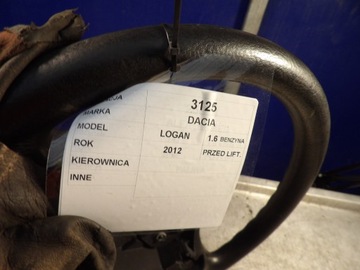 3125
MARKA DACIA
MODEL LOGAN 1.6 BENZYNA
ROK 2012 PRZED LIFT.
KIEROWNICA
INNE